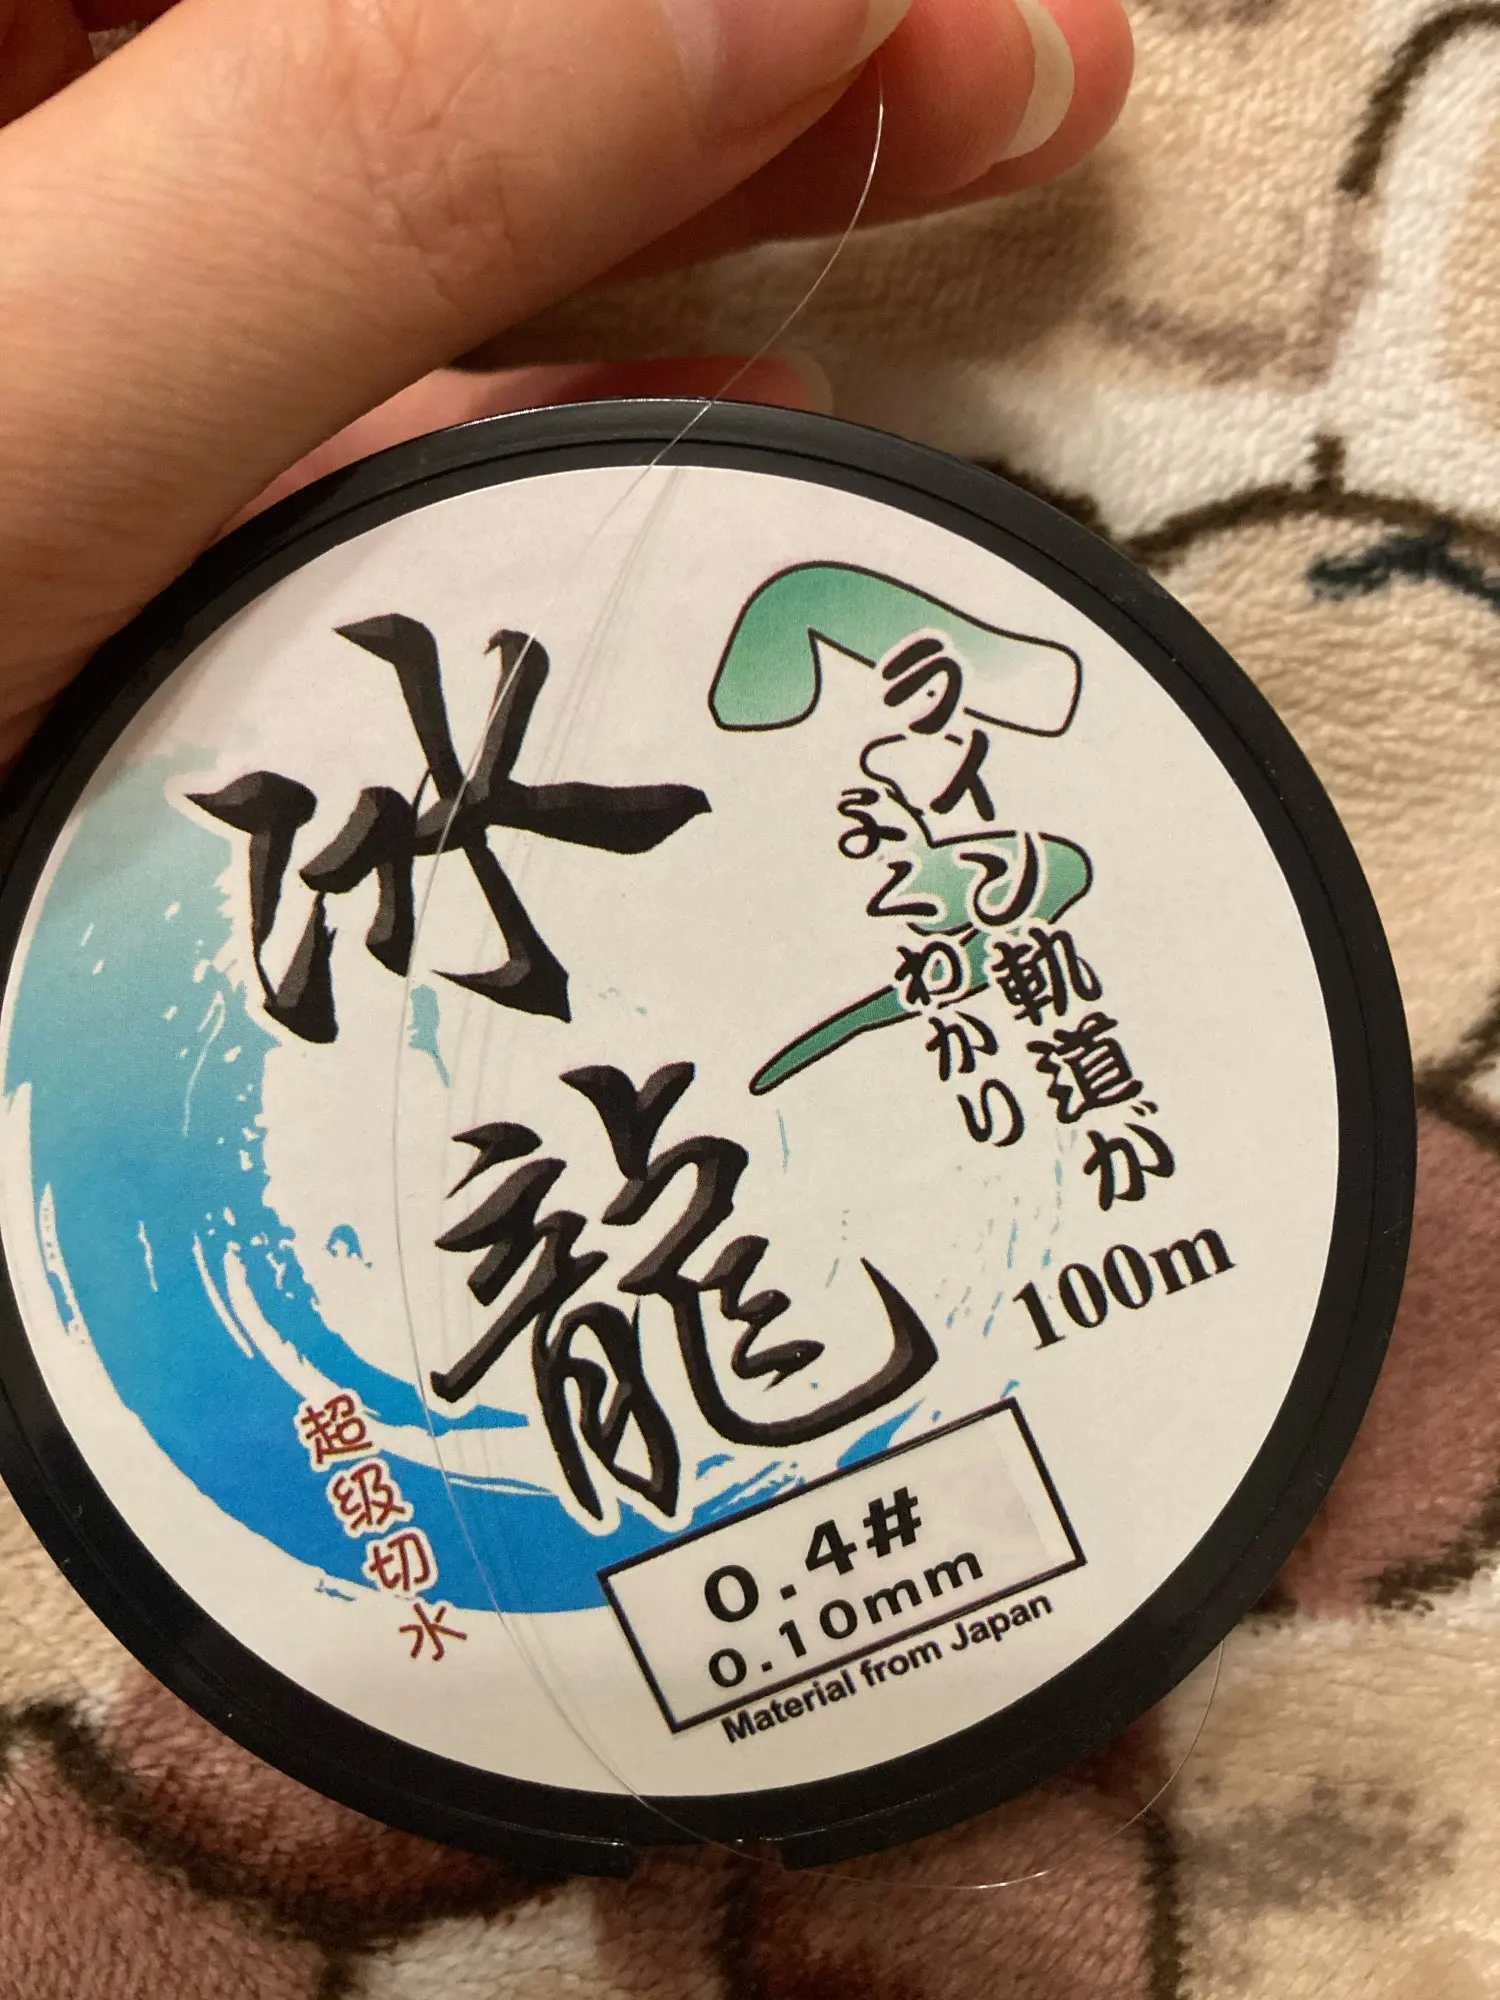 水龍
ライン軌道が
よくわかり
100m
超级切水
0.4#
0.10mm
Material from Japan